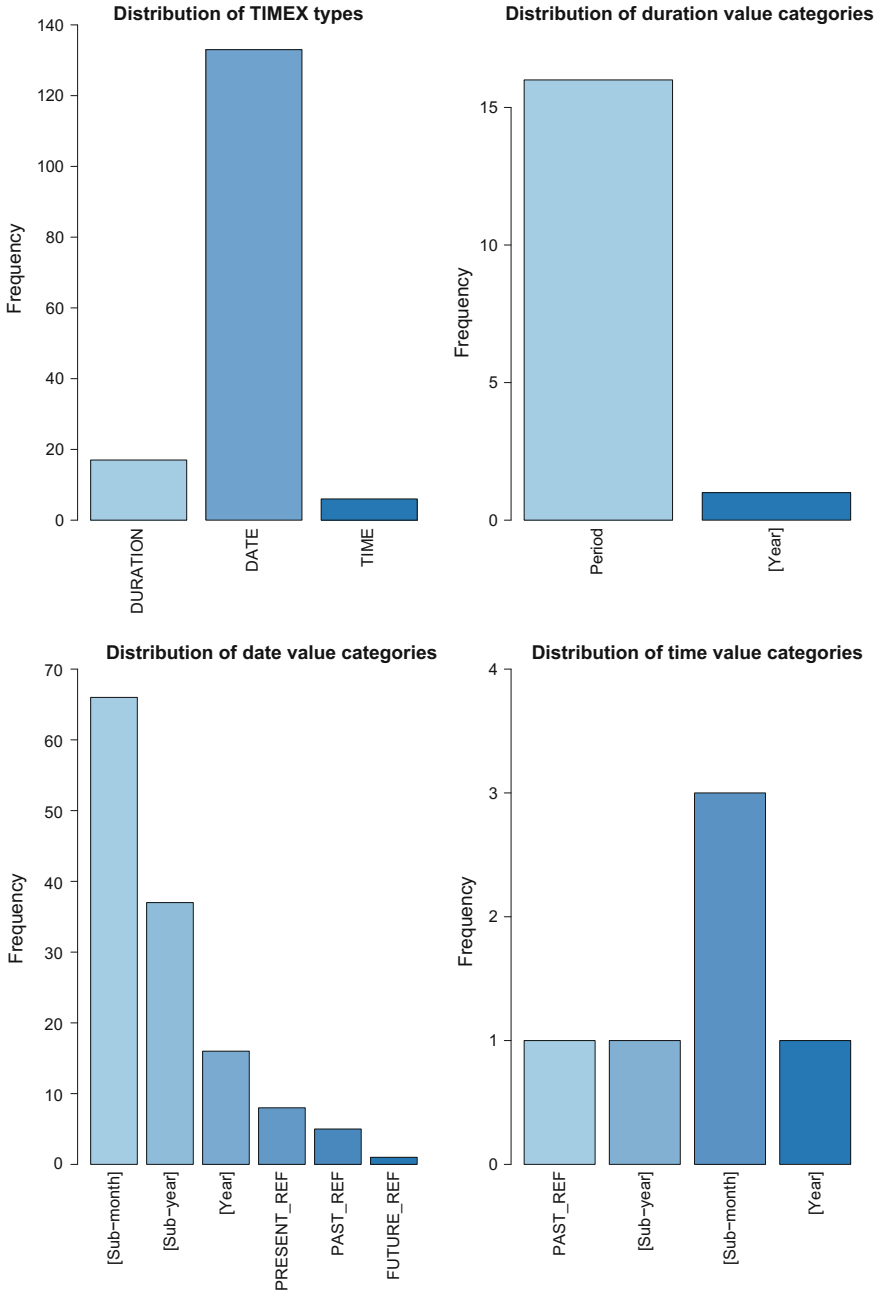 Distribution of TIMEX types
Frequency
140
120
100
80
60
40
20
0
DURATION
DATE
TIME
Distribution of duration value categories
Frequency
15
10
5
0
Period
[Year]
Distribution of date value categories
Frequency
70
60
50
40
30
20
10
0
[Sub−month]
[Sub−year]
[Year]
PRESENT_REF
PAST_REF
FUTURE_REF
Distribution of time value categories
Frequency
4
3
2
1
0
PAST_REF
[Sub−year]
[Sub−month]
[Year]